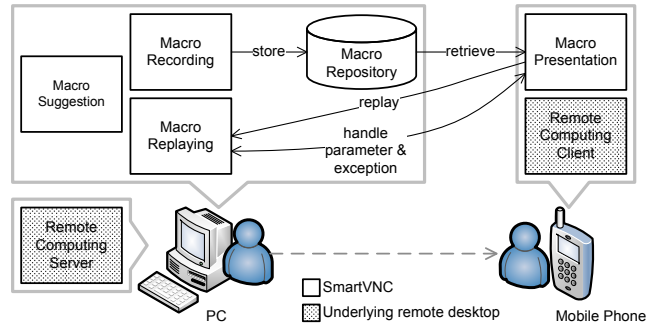 Macro
Recording
store
Macro
Repository
retrieve
Macro
Presentation
Macro
Suggestion
Macro
Replaying
replay
handle
parameter &
exception
Remote
Computing
Client
Remote
Computing
Server
PC
SmartVNC
Underlying remote desktop
Mobile Phone